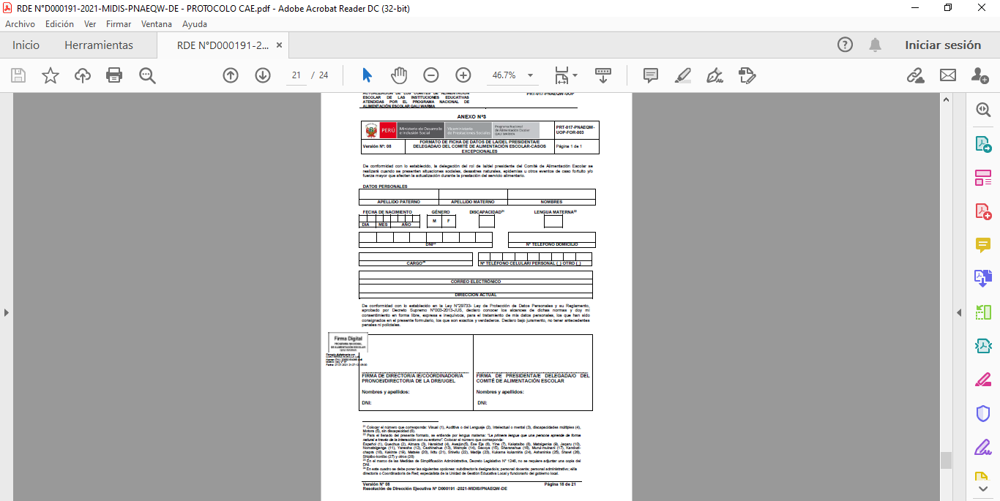 RDE N°D000191-2021-MIDIS-PNAEQW-DE - PROTOCOLO CAE.pdf - Adobe Acrobat Reader DC (32-bit)
Archivo Edición Ver Firmar Ventana Ayuda
Inicio Herramientas RDE N°D000191-2... × Iniciar sesión
21 / 24 46.7%
ACTUALIZACIÓN DE LOS COMITÉS DE ALIMENTACIÓN
ESCOLAR DE LAS INSTITUCIONES EDUCATIVAS
ATENDIDAS POR EL PROGRAMA NACIONAL DE
ALIMENTACIÓN ESCOLAR QALI WARMA
PRT-017-PNAEQW-UOP
ANEXO N°3
PERÚ Ministerio de Desarrollo e Inclusión Social Viceministerio de Prestaciones Sociales Programa Nacional de Alimentación Escolar QALI WARMA
PRT-017-PNAEQW-
UOP-FOR-003
Versión N°: 08
FORMATO DE FICHA DE DATOS DE LA/DEL PRESIDENTA/E
DELEGADA/O DEL COMITÉ DE ALIMENTACIÓN ESCOLAR-CASOS
EXCEPCIONALES
Página 1 de 1
De conformidad con lo establecido, la delegación del rol de la/del presidente del Comité de Alimentación Escolar se
realizará cuando se presenten situaciones sociales, desastres naturales, epidemias u otros eventos de caso fortuito y/o
fuerza mayor que afecten la actualización durante la prestación del servicio alimentario.
DATOS PERSONALES
APELLIDO PATERNO APELLIDO MATERNO NOMBRES
FECHA DE NACIMIENTO GÉNERO DISCAPACIDAD²¹ LENGUA MATERNA²²
M F
DIA MES AÑO
DNI²³ N° TELEFONO DOMICILIO
CARGO²⁴ N° TELÉFONO CELULAR/ PERSONAL (_) OTRO (_)
CORREO ELECTRÓNICO
DIRECCIÓN ACTUAL
De conformidad con lo establecido en la Ley N°29733- Ley de Protección de Datos Personales y su Reglamento,
aprobado por Decreto Supremo N°003-2013-JUS, declaro conocer los alcances de dichas normas y doy mi
consentimiento en forma libre, expresa e inequívoca, para el tratamiento de mis datos personales, los que han sido
consignados en el presente formulario, los que son exactos y verdaderos. Declaro bajo juramento, no tener antecedentes
penales ni policiales.
Firma Digital
PROGRAMA NACIONAL
DE ALIMENTACIÓN ESCOLAR
QALI WARMA
FIRMA DE DIRECTOR/A IE/COORDINADOR/A
PRONOEI/DIRECTOR/A DE LA DRE/UGEL
Nombres y apellidos:
DNI:
FIRMA DE PRESIDENTA/E DELEGADA/O DEL
COMITÉ DE ALIMENTACIÓN ESCOLAR
Nombres y apellidos:
DNI:
²¹ Colocar el número que corresponda: Visual (1), Auditiva o del Lenguaje (2), Intelectual o mental (3), discapacidades múltiples (4),
Motora (5), sin discapacidad (6).
²² Para el llenado del presente formato, se entiende por lengua materna: "La primera lengua que una persona aprende de forma
natural a través de la interacción con su entorno". Colocar el número que corresponda:
Español (1), Quechua (2), Aimara (3), Harakbut (4), Awajún(5), Ese Eja (6), Yine (7), Kakataibo (8), Matsigenka (9), Jaqaru (10),
Nomatsigenga (11), Yanesha (12), Cashinahua (13), Wampis (14), Secoya (15), Sharanahua (16), Murui-muinani (17), Kandozi-
chapra (18), Kakinte (19), Matsés (20), Ikitu (21), Shiwilu (22), Madija (23), Kukama kukamiria (24), Ashaninka (25), Shawi (26),
Shipibo-konibo (27) y otros (28)
²³ En el marco de las Medidas de Simplificación Administrativa, Decreto Legislativo N° 1246, no se requiere adjuntar una copia del
DNI.
²⁴ En este cuadro se debe poner las siguientes opciones: subdirector/a designado/a; personal docente; personal administrativo; el/la
director/a o Coordinador/a de Red; especialista de la Unidad de Gestión Educativa Local y funcionario del gobierno local.
Versión N° 08 Página 18 de 21
Resolución de Dirección Ejecutiva N° D000191 -2021-MIDIS/PNAEQW-DE